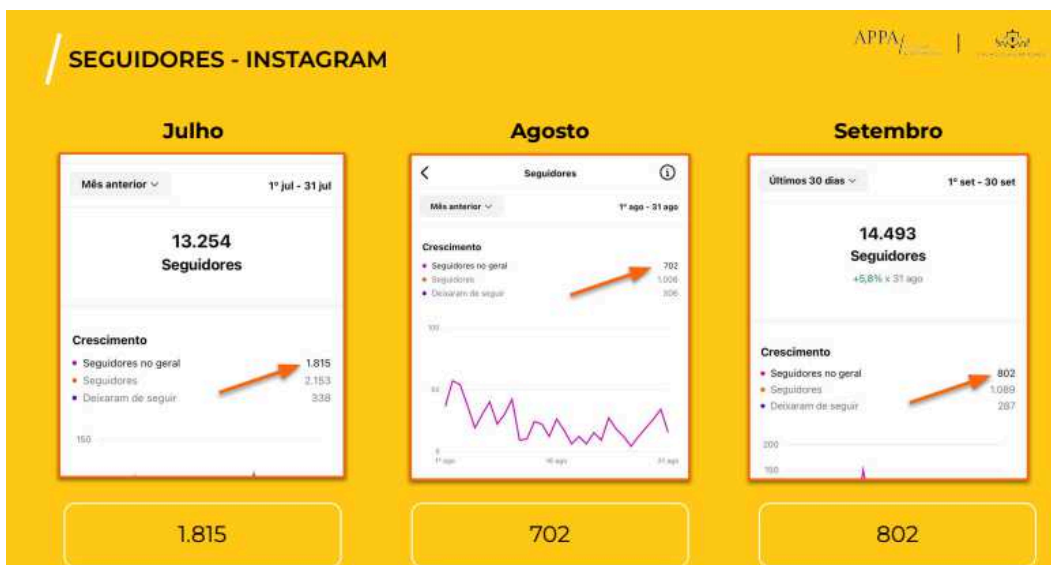 SEGUIDORES - INSTAGRAM
APPA
Julho
Mês anterior
1º jul - 31 jul
13.254
Seguidores
Crescimento
Seguidores no geral 1.815
Seguidores 2.153
Deixaram de seguir 338
150
1.815
Agosto
Seguidores
Mês anterior
1º ago - 31 ago
Crescimento
Seguidores no geral 702
Seguidores 1.008
Deixaram de seguir 306
100
50
0
1º ago 16 ago 31 ago
702
Setembro
Últimos 30 dias
1º set - 30 set
14.493
Seguidores
+5,8% x 31 ago
Crescimento
Seguidores no geral 802
Seguidores 1.089
Deixaram de seguir 287
200
150
802